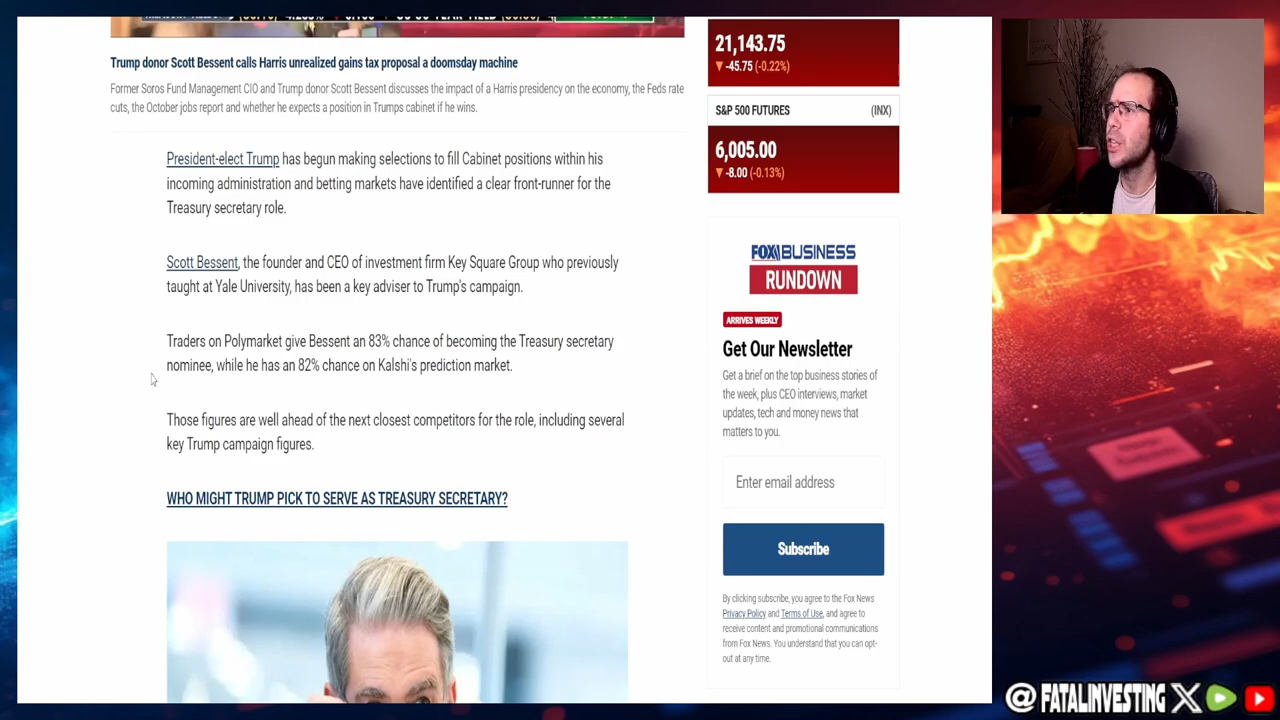 Trump donor Scott Bessent calls Harris unrealized gains tax proposal a doomsday machine
Former Soros Fund Management CIO and Trump donor Scott Bessent discusses the impact of a Harris presidency on the economy, the Feds rate
cuts, the October jobs report and whether he expects a position in Trumps cabinet if he wins.
President-elect Trump has begun making selections to fill Cabinet positions within his
incoming administration and betting markets have identified a clear front-runner for the
Treasury secretary role.
Scott Bessent, the founder and CEO of investment firm Key Square Group who previously
taught at Yale University, has been a key adviser to Trump's campaign.
Traders on Polymarket give Bessent an 83% chance of becoming the Treasury secretary
nominee, while he has an 82% chance on Kalshi's prediction market.
Those figures are well ahead of the next closest competitors for the role, including several
key Trump campaign figures.
WHO MIGHT TRUMP PICK TO SERVE AS TREASURY SECRETARY?
21,143.75
▼ -45.75 (-0.22%)
S&P 500 FUTURES (INX)
6,005.00
▼ -8.00 (-0.13%)
FOX BUSINESS
RUNDOWN
ARRIVES WEEKLY
Get Our Newsletter
Get a brief on the top business stories of
the week, plus CEO interviews, market
updates, tech and money news that
matters to you.
Enter email address
Subscribe
By clicking subscribe, you agree to the Fox News
Privacy Policy and Terms of Use, and agree to
receive content and promotional communications
from Fox News. You understand that you can opt-
out at any time.
@FATALINVESTING